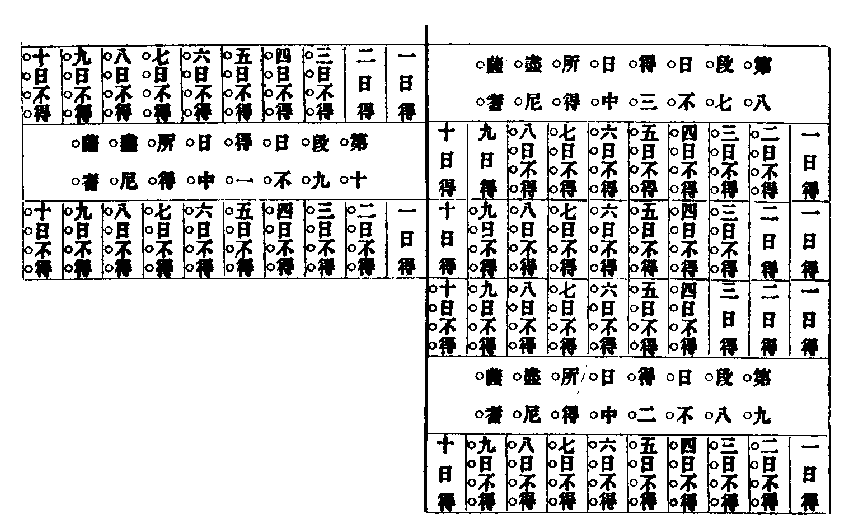 第八段七日不得三日中所得盡尼薩耆
一日得
二日不得
三日不得
四日不得
五日不得
六日不得
七日不得
八日不得
九日得
十日得
一日得
二日得
三日不得
四日不得
五日不得
六日不得
七日不得
八日不得
九日不得
十日得
一日得
二日得
三日得
四日不得
五日不得
六日不得
七日不得
八日不得
九日不得
十日不得
第九段八日不得二日中所得盡尼薩耆
一日得
二日不得
三日不得
四日不得
五日不得
六日不得
七日不得
八日不得
九日不得
十日得
一日得
二日得
三日不得
四日不得
五日不得
六日不得
七日不得
八日不得
九日不得
十日不得
第十段九日不得一日中所得盡尼薩耆
一日得
二日不得
三日不得
四日不得
五日不得
六日不得
七日不得
八日不得
九日不得
十日不得